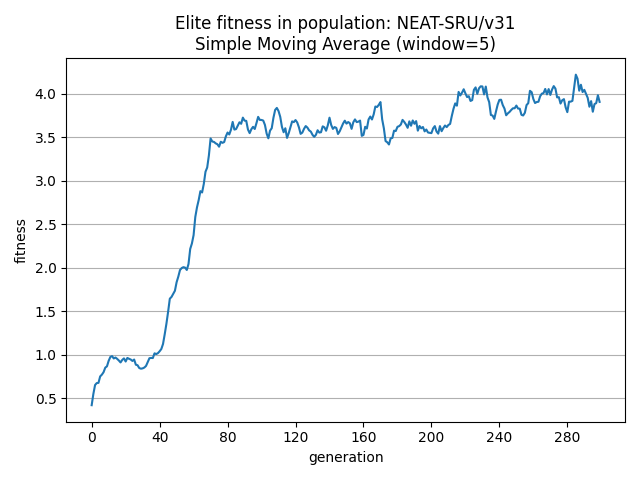 Elite fitness in population: NEAT-SRU/v31
Simple Moving Average (window=5)
fitness
4.0
3.5
3.0
2.5
2.0
1.5
1.0
0.5
0 40 80 120 160 200 240 280
generation